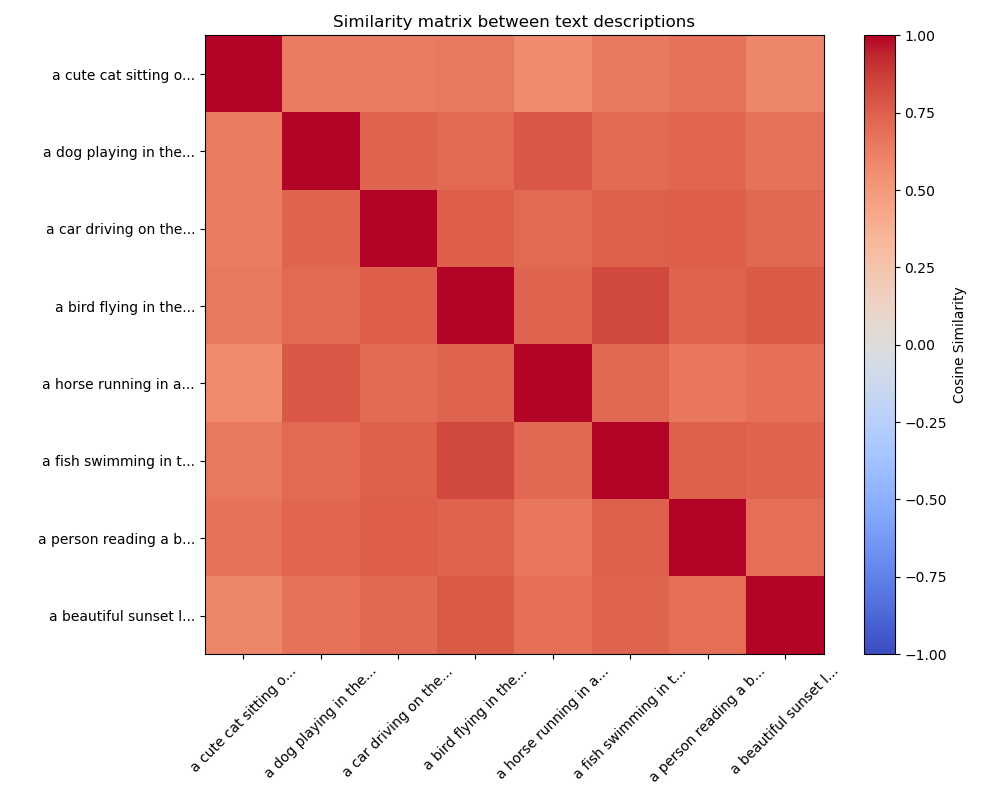 Similarity matrix between text descriptions
a cute cat sitting o...
a dog playing in the...
a car driving on the...
a bird flying in the...
a horse running in a...
a fish swimming in t...
a person reading a b...
a beautiful sunset l...
a cute cat sitting o...
a dog playing in the...
a car driving on the...
a bird flying in the...
a horse running in a...
a fish swimming in t...
a person reading a b...
a beautiful sunset l...
1.00
0.75
0.50
0.25
0.00
−0.25
−0.50
−0.75
−1.00
Cosine Similarity